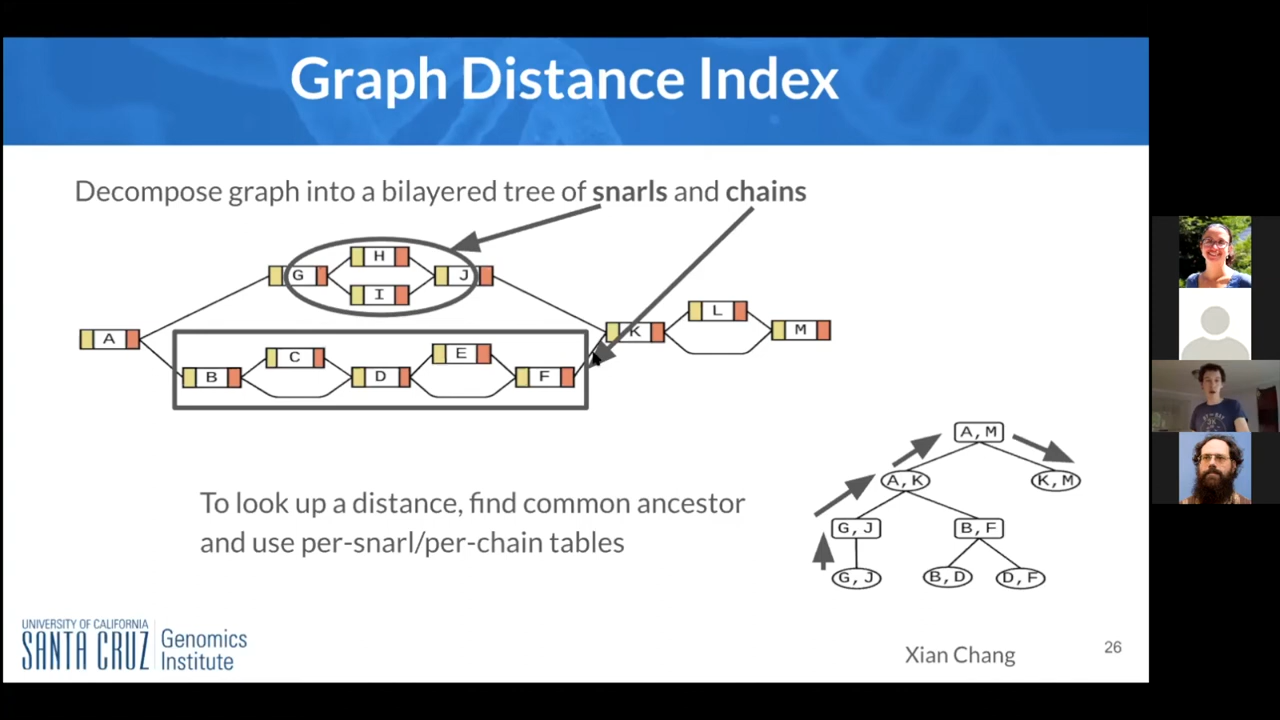 Graph Distance Index
Decompose graph into a bilayered tree of snarls and chains
H
G
J
I
L
A
K
M
C
E
B
D
F
A,M
A,K
K,M
To look up a distance, find common ancestor
and use per-snarl/per-chain tables
G,J
B,F
G,J
B,D
D,F
UNIVERSITY OF CALIFORNIA
SANTA CRUZ
Genomics
Institute
Xian Chang
26